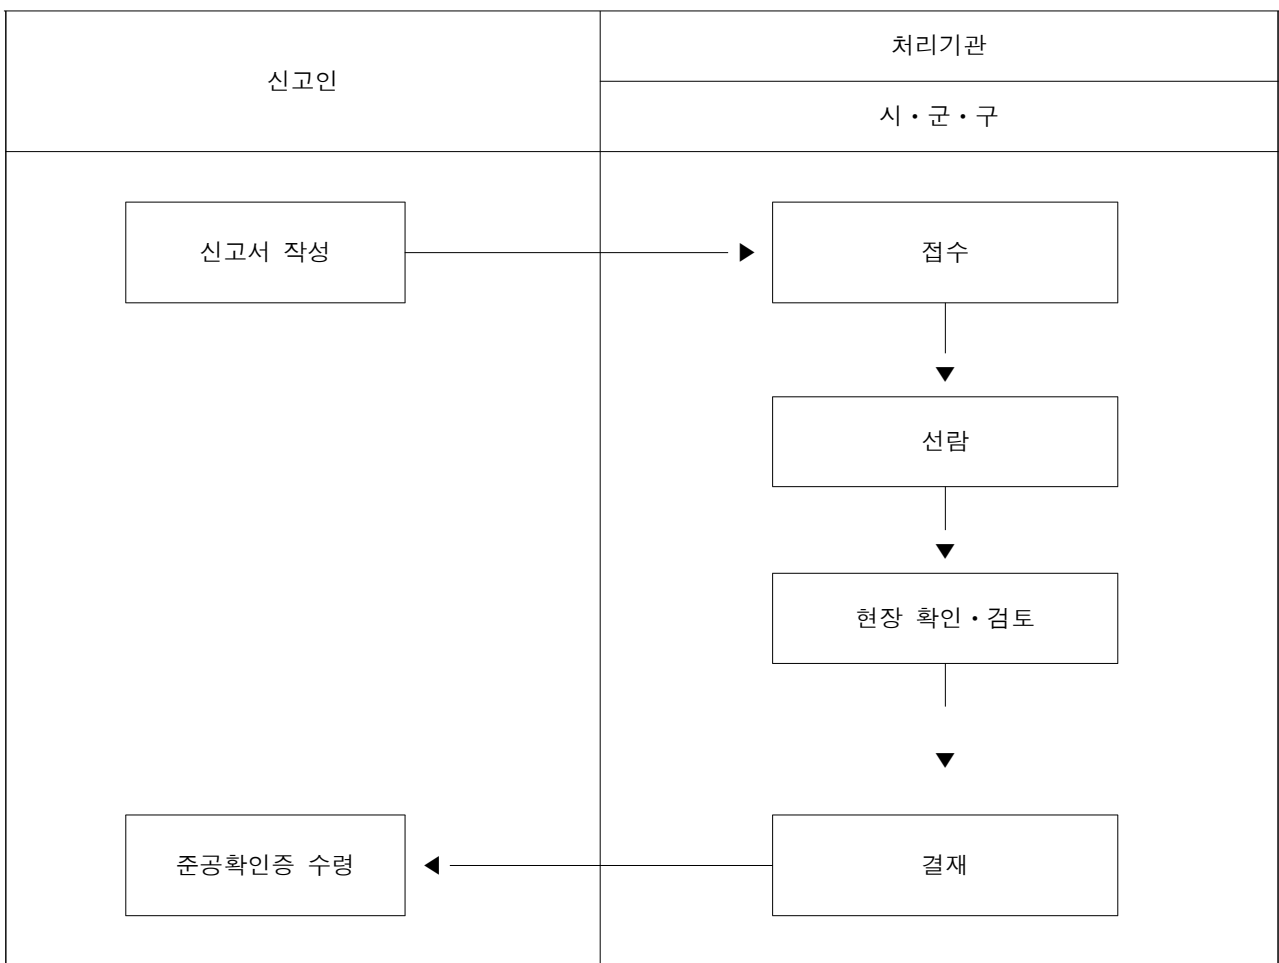 신고인
처리기관
시・군・구
신고서 작성
접수
선람
현장 확인・검토
준공확인증 수령
결재